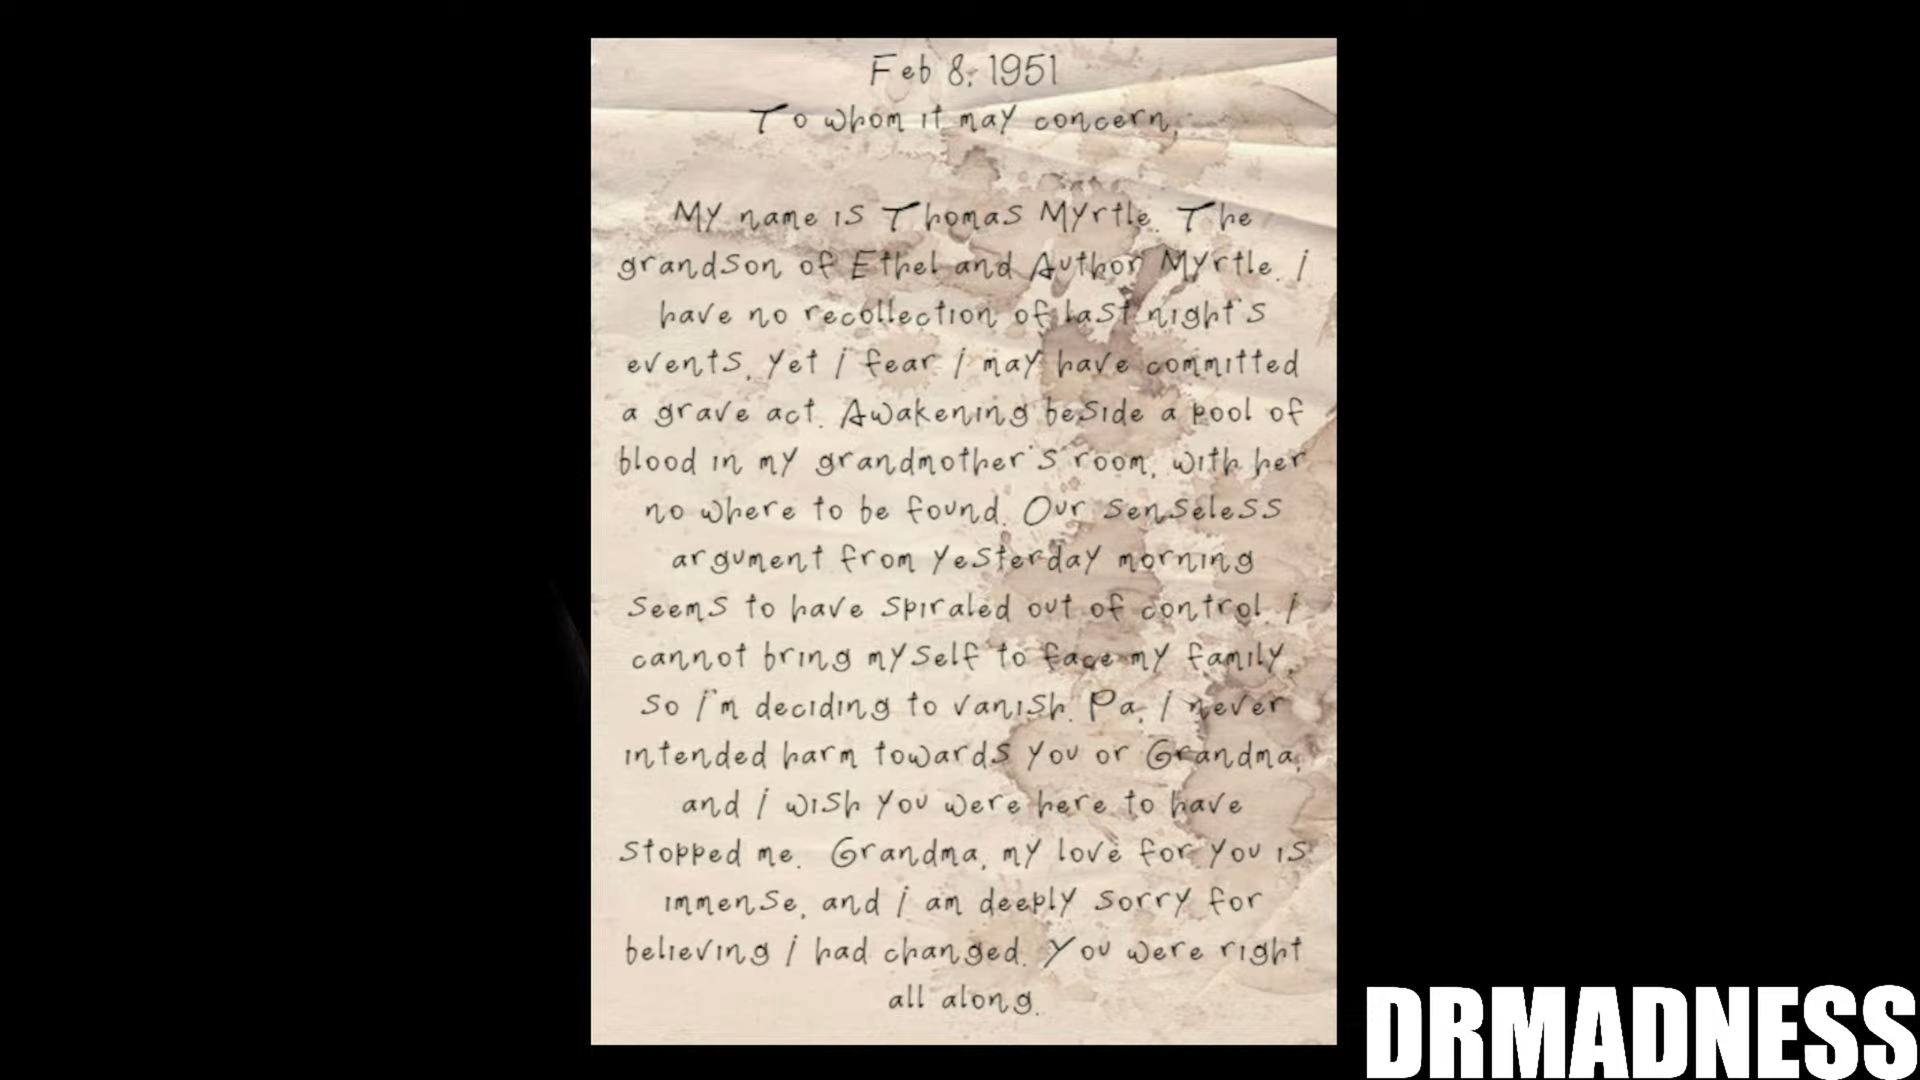 Feb 8, 1951
To whom it may concern,
My name is Thomas Myrtle. The
grandson of Ethel and Author Myrtle. I
have no recollection of last night's
events, yet I fear I may have committed
a grave act. Awakening beside a pool of
blood in my grandmother's room, with her
no where to be found. Our senseless
argument from yesterday morning
seems to have spiraled out of control. I
cannot bring myself to face my family,
so I'm deciding to vanish. Pa, I never
intended harm towards you or Grandma,
and I wish you were here to have
stopped me. Grandma, my love for you is
immense, and I am deeply sorry for
believing I had changed. You were right
all along.
DRMADNESS